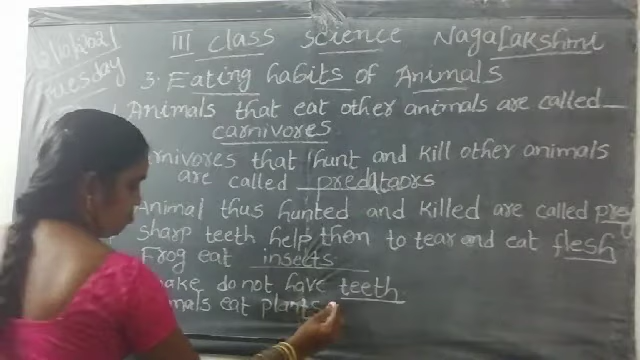 III class science Nagalakshmi
Tuesday
3. Eating habits of Animals
Animals that eat other animals are called
carnivores
that hunt and kill other animals
are called preditaors
Animal thus hunted and killed are called prey
sharp teeth help them to tear and eat flesh
Frog eat insects
do not have teeth
eat plants